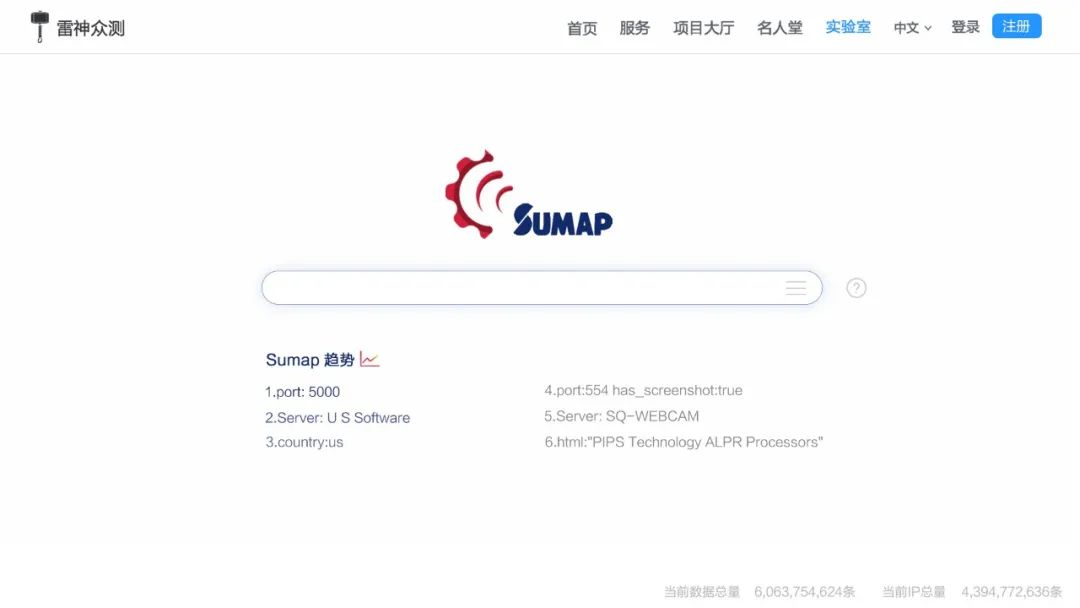 雷神众测
首页 服务 项目大厅 名人堂 实验室 中文 登录 注册
SUMAP
?
Sumap 趋势
1.port: 5000
2.Server: U S Software
3.country:us
4.port:554 has_screenshot:true
5.Server: SQ-WEBCAM
6.html:"PIPS Technology ALPR Processors"
当前数据总量 6,063,754,624条 当前IP总量 4,394,772,636条